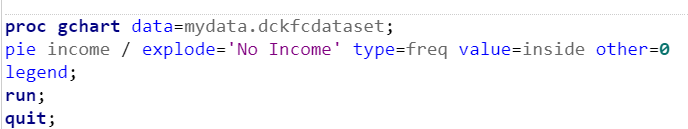 proc gchart data=mydata.dckfcdataset;
pie income / explode='No Income' type=freq value=inside other=0
legend;
run;
quit;